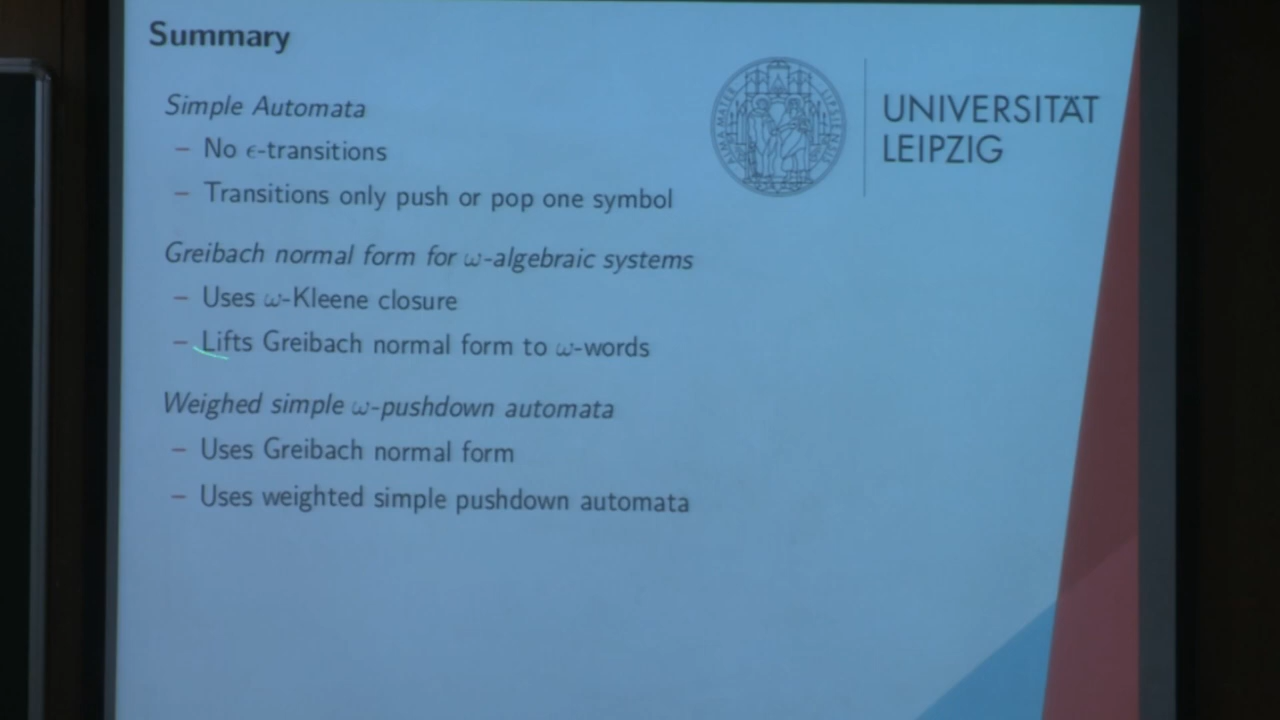 Summary
UNIVERSITÄT
LEIPZIG
Simple Automata
– No ϵ-transitions
– Transitions only push or pop one symbol
Greibach normal form for ω-algebraic systems
– Uses ω-Kleene closure
– Lifts Greibach normal form to ω-words
Weighed simple ω-pushdown automata
– Uses Greibach normal form
– Uses weighted simple pushdown automata